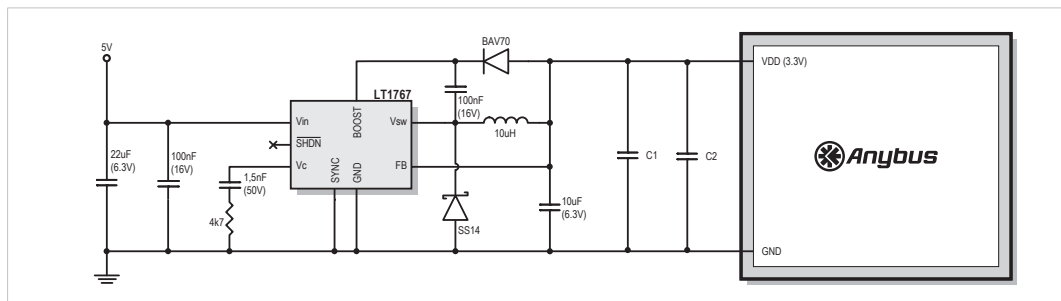 5V
BAV70
VDD (3.3V)
LT1767
100nF
(16V)
Vin
BOOST
Vsw
10uH
SHDN
22uF
(6.3V)
100nF
(16V)
Vc
1,5nF
(50V)
SYNC
GND
FB
C1
C2
Anybus
10uF
(6.3V)
4k7
SS14
GND